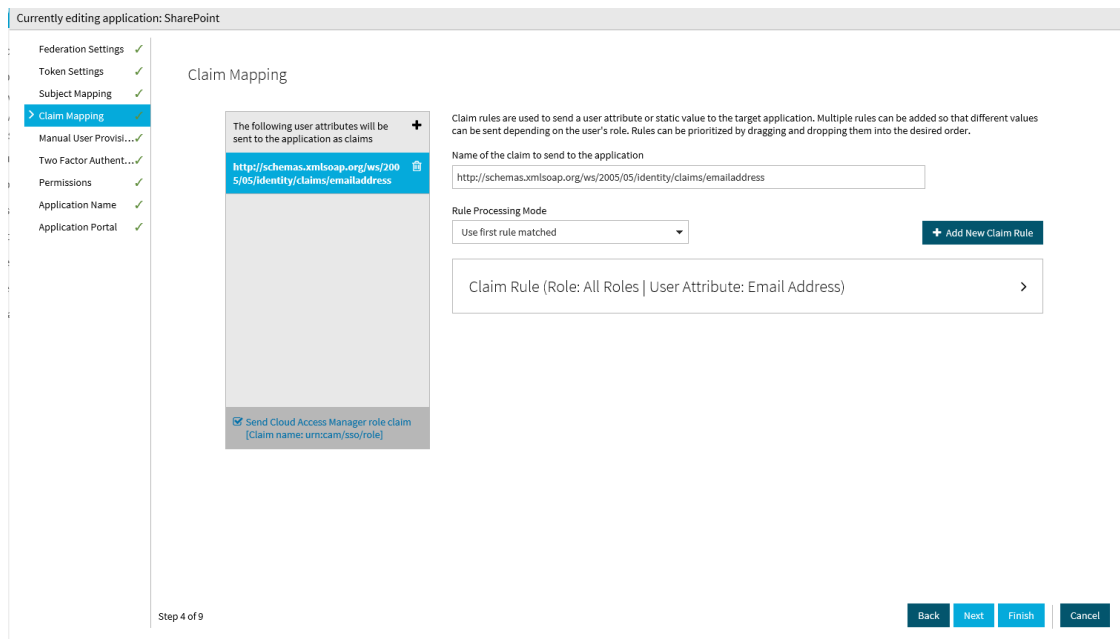 Currently editing application: SharePoint
Federation Settings
Token Settings
Subject Mapping
Claim Mapping
Manual User Provisi...
Two Factor Authent...
Permissions
Application Name
Application Portal
Claim Mapping
The following user attributes will be
sent to the application as claims
http://schemas.xmlsoap.org/ws/200
5/05/identity/claims/emailaddress
Send Cloud Access Manager role claim
[Claim name: urn:cam/sso/role]
Claim rules are used to send a user attribute or static value to the target application. Multiple rules can be added so that different values
can be sent depending on the user's role. Rules can be prioritized by dragging and dropping them into the desired order.
Name of the claim to send to the application
http://schemas.xmlsoap.org/ws/2005/05/identity/claims/emailaddress
Rule Processing Mode
Use first rule matched
Add New Claim Rule
Claim Rule (Role: All Roles | User Attribute: Email Address)
Step 4 of 9
Back
Next
Finish
Cancel